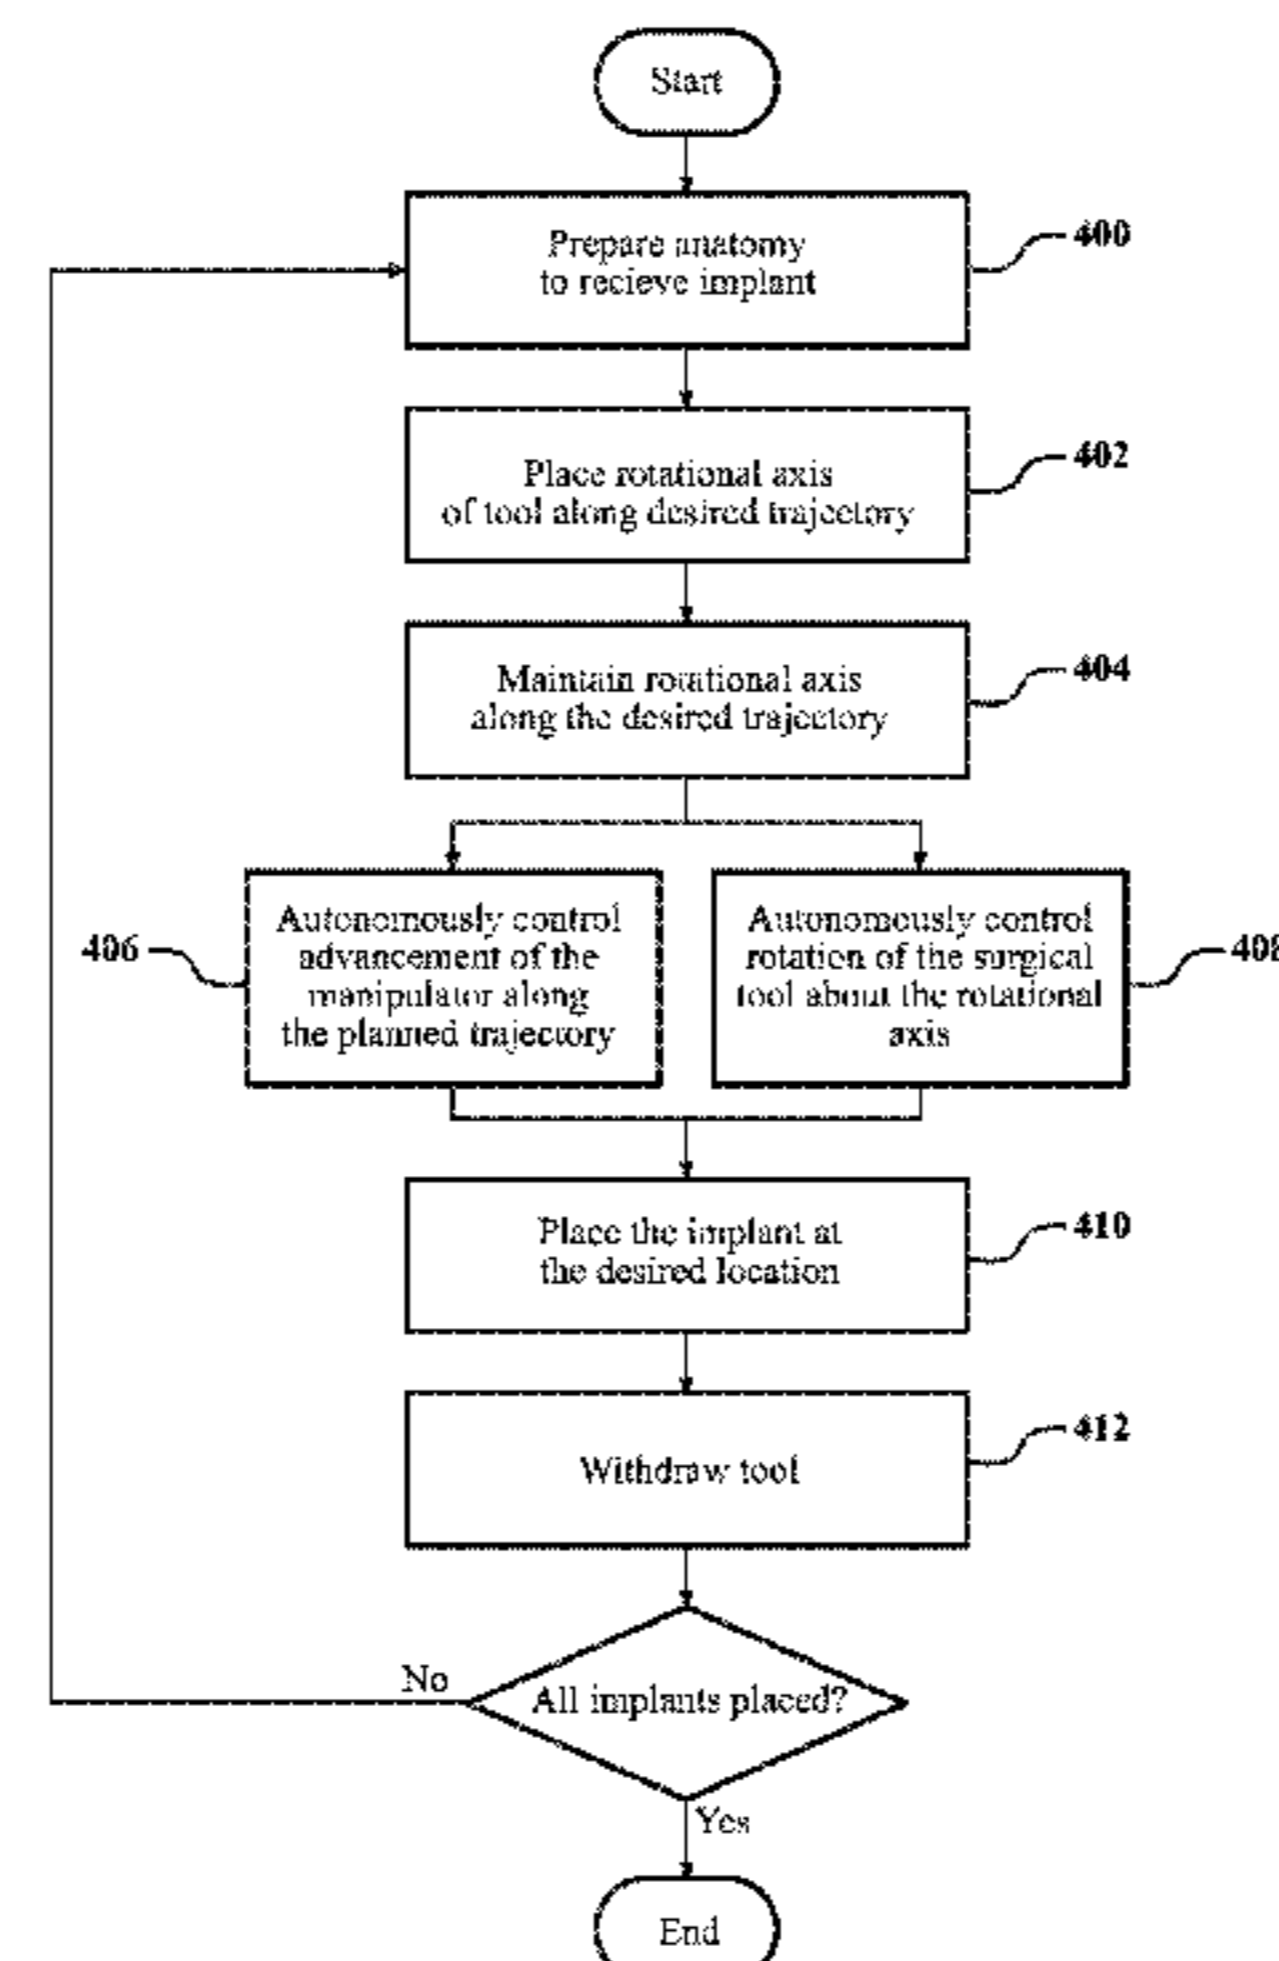 Start
Prepare anatomy
to recieve implant
400
Place rotational axis
of tool along desired trajectory
402
Maintain rotational axis
along the desired trajectory
404
406
Autonomously control
advancement of the
manipulator along
the planned trajectory
Autonomously control
rotation of the surgical
tool about the rotational
axis
408
Place the implant at
the desired location
410
Withdraw tool
412
All implants placed?
No
Yes
End